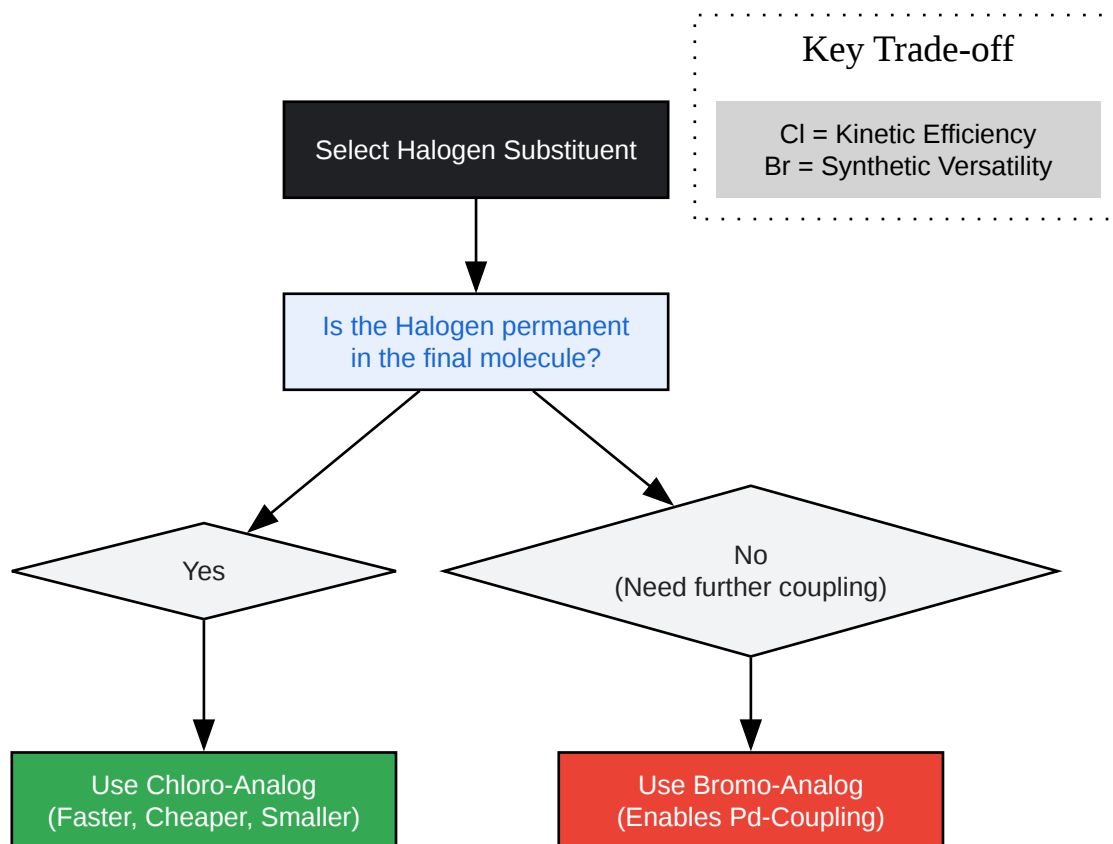 Key Trade-off
Cl = Kinetic Efficiency
Br = Synthetic Versatility
Select Halogen Substituent
Is the Halogen permanent
in the final molecule?
Yes
No
(Need further coupling)
Use Chloro-Analog
(Faster, Cheaper, Smaller)
Use Bromo-Analog
(Enables Pd-Coupling)